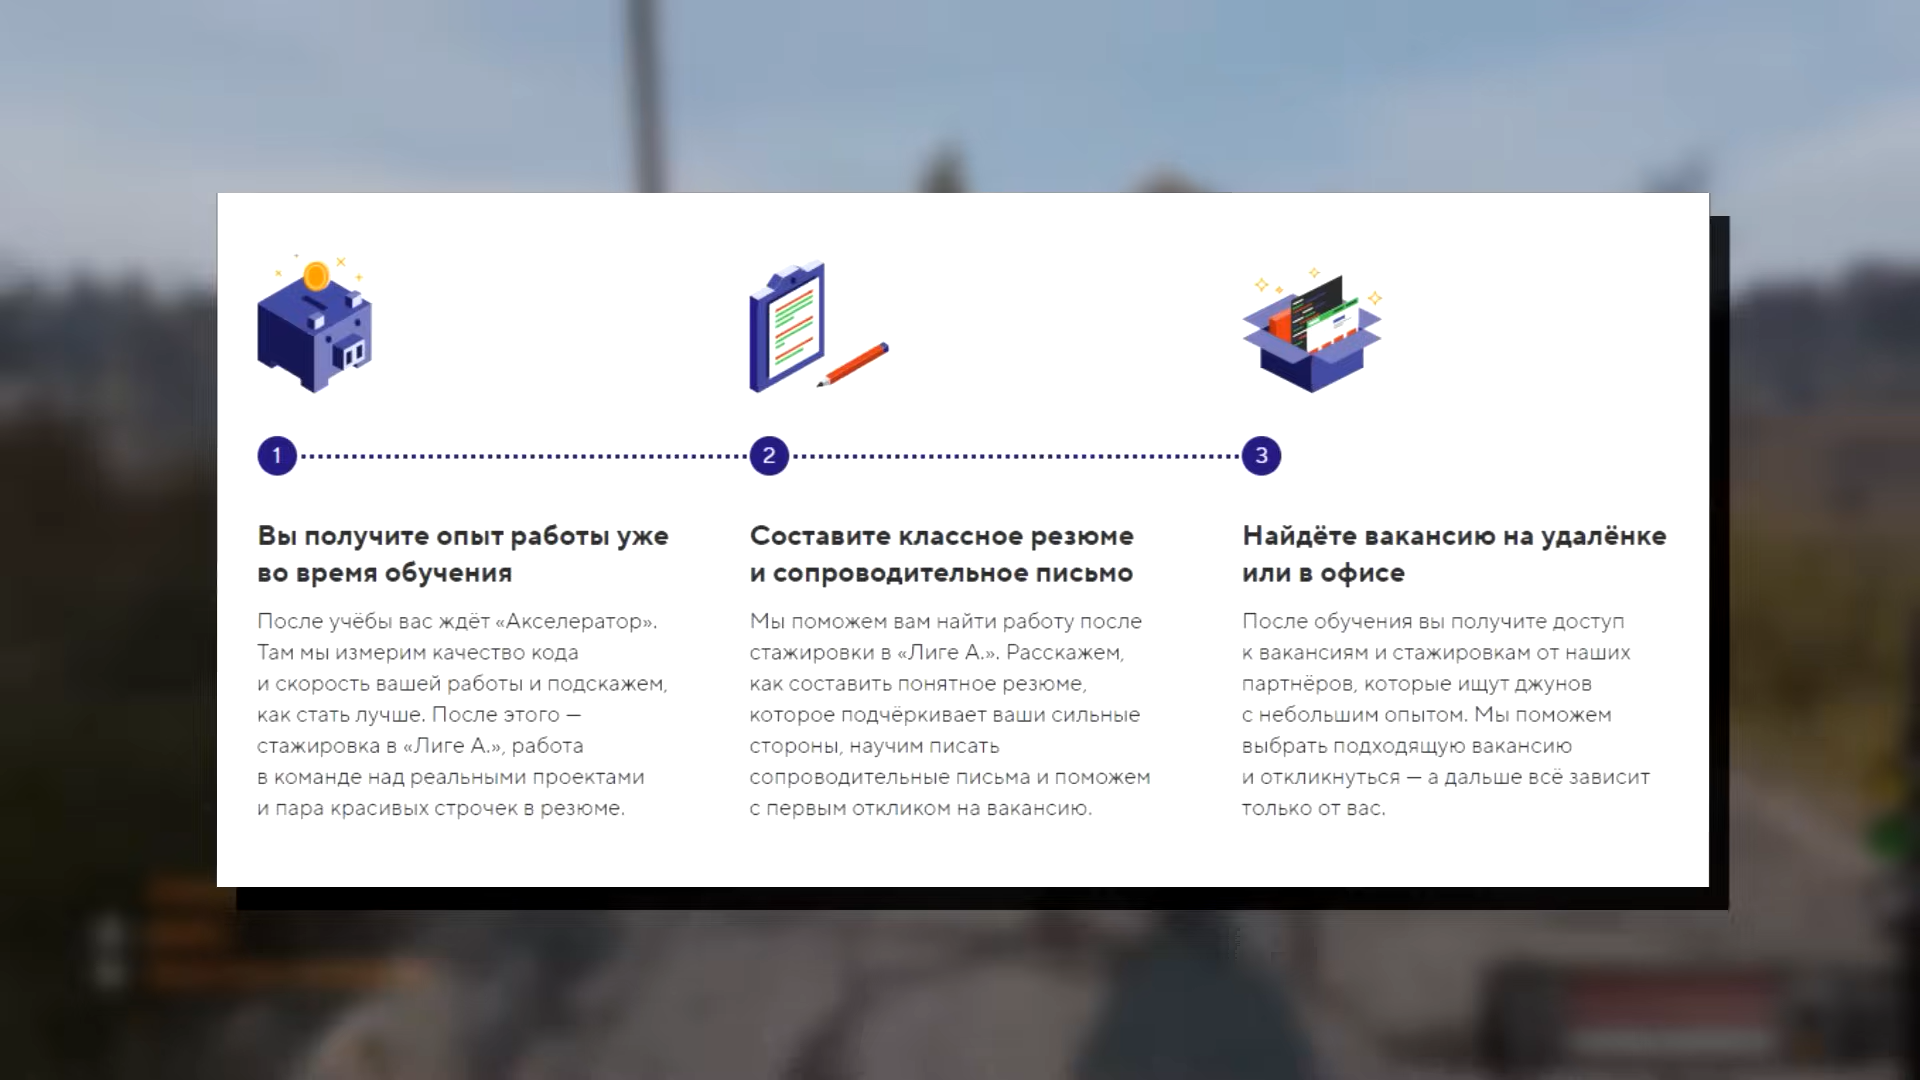 1
2
3
Вы получите опыт работы уже
во время обучения
После учёбы вас ждёт «Акселератор».
Там мы измерим качество кода
и скорость вашей работы и подскажем,
как стать лучше. После этого —
стажировка в «Лиге А.», работа
в команде над реальными проектами
и пара красивых строчек в резюме.
Составите классное резюме
и сопроводительное письмо
Мы поможем вам найти работу после
стажировки в «Лиге А.». Расскажем,
как составить понятное резюме,
которое подчёркивает ваши сильные
стороны, научим писать
сопроводительные письма и поможем
с первым откликом на вакансию.
Найдёте вакансию на удалёнке
или в офисе
После обучения вы получите доступ
к вакансиям и стажировкам от наших
партнёров, которые ищут джунов
с небольшим опытом. Мы поможем
выбрать подходящую вакансию
и откликнуться — а дальше всё зависит
только от вас.